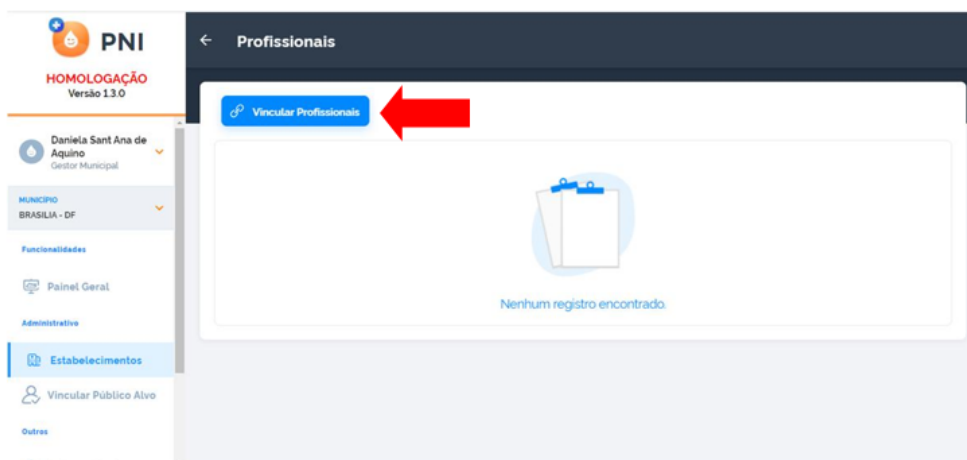 PNI
HOMOLOGAÇÃO
Versão 1.3.0
Daniela Sant Ana de
Aquino
Gestor Municipal
MUNICÍPIO
BRASILIA - DF
Funcionalidades
Painel Geral
Administrativo
Estabelecimentos
Vincular Público Alvo
Outros
Profissionais
Vincular Profissionais
Nenhum registro encontrado.